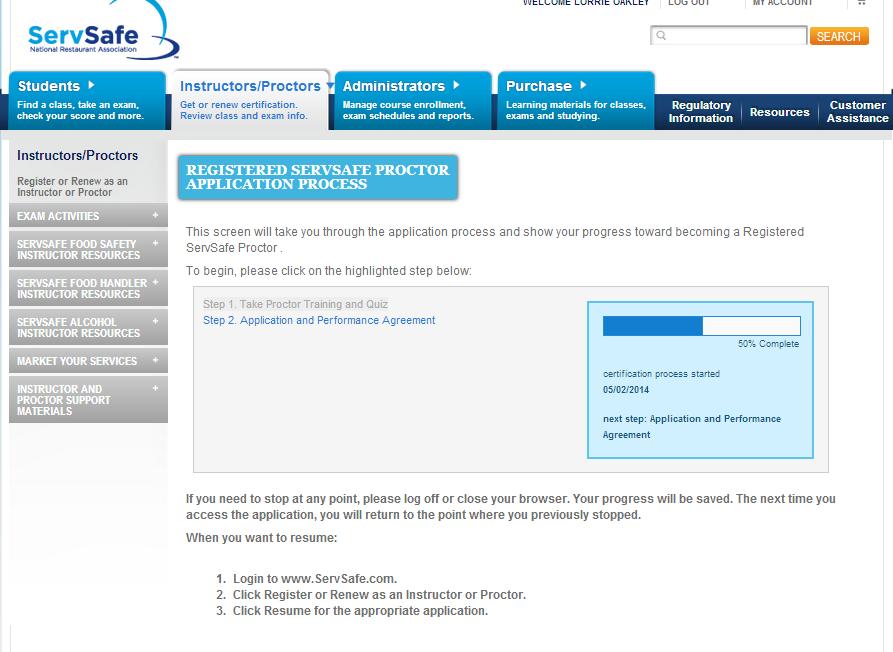 WELCOME LORRIE OAKLEY
LOG OUT
MY ACCOUNT
ServSafe
National Restaurant Association
SEARCH
Students
Find a class, take an exam,
check your score and more.
Instructors/Proctors
Get or renew certification.
Review class and exam info.
Administrators
Manage course enrollment,
exam schedules and reports.
Purchase
Learning materials for classes,
exams and studying.
Regulatory
Information
Resources
Customer
Assistance
Instructors/Proctors
Register or Renew as an
Instructor or Proctor
EXAM ACTIVITIES +
SERVSAFE FOOD SAFETY +
INSTRUCTOR RESOURCES
SERVSAFE FOOD HANDLER +
INSTRUCTOR RESOURCES
SERVSAFE ALCOHOL +
INSTRUCTOR RESOURCES
MARKET YOUR SERVICES +
INSTRUCTOR AND +
PROCTOR SUPPORT
MATERIALS
REGISTERED SERVSAFE PROCTOR
APPLICATION PROCESS
This screen will take you through the application process and show your progress toward becoming a Registered
ServSafe Proctor .
To begin, please click on the highlighted step below:
Step 1. Take Proctor Training and Quiz
Step 2. Application and Performance Agreement
50% Complete
certification process started
05/02/2014
next step: Application and Performance
Agreement
If you need to stop at any point, please log off or close your browser. Your progress will be saved. The next time you
access the application, you will return to the point where you previously stopped.
When you want to resume:
1. Login to www.ServSafe.com.
2. Click Register or Renew as an Instructor or Proctor.
3. Click Resume for the appropriate application.